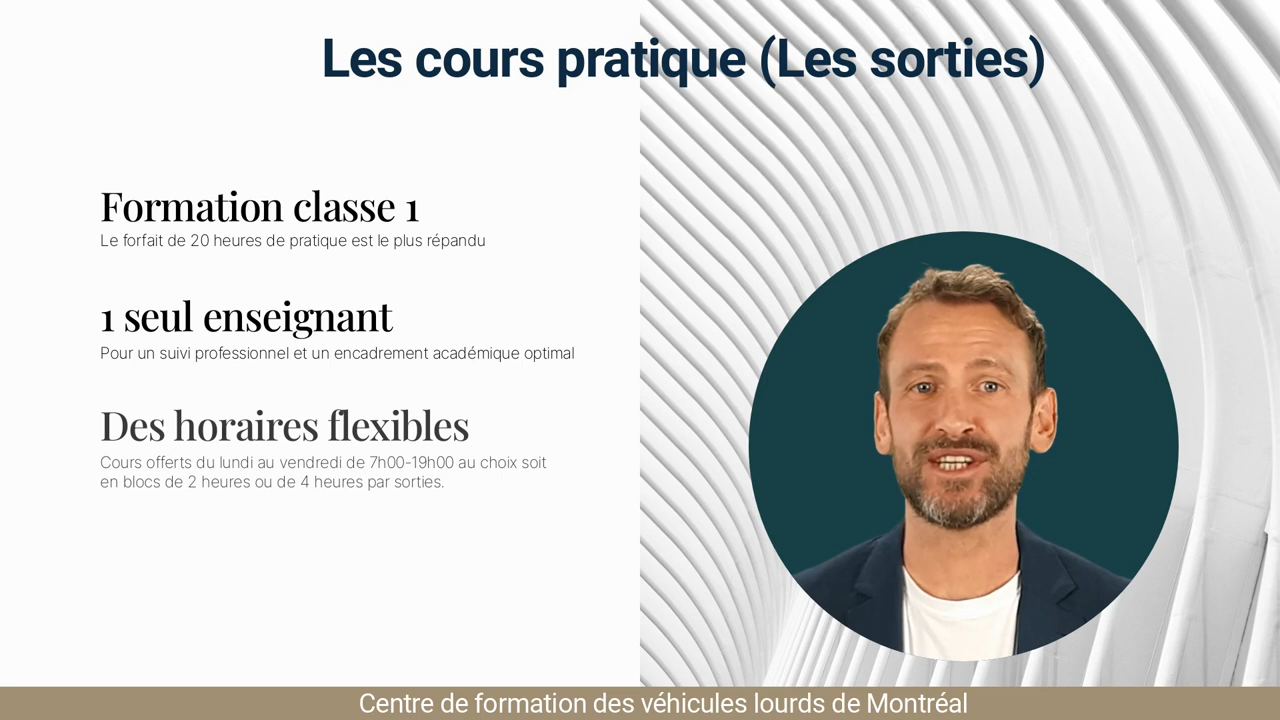 Les cours pratique (Les sorties)
Formation classe 1
Le forfait de 20 heures de pratique est le plus répandu
1 seul enseignant
Pour un suivi professionnel et un encadrement académique optimal
Des horaires flexibles
Cours offerts du lundi au vendredi de 7h00-19h00 au choix soit
en blocs de 2 heures ou de 4 heures par sorties.
Centre de formation des véhicules lourds de Montréal